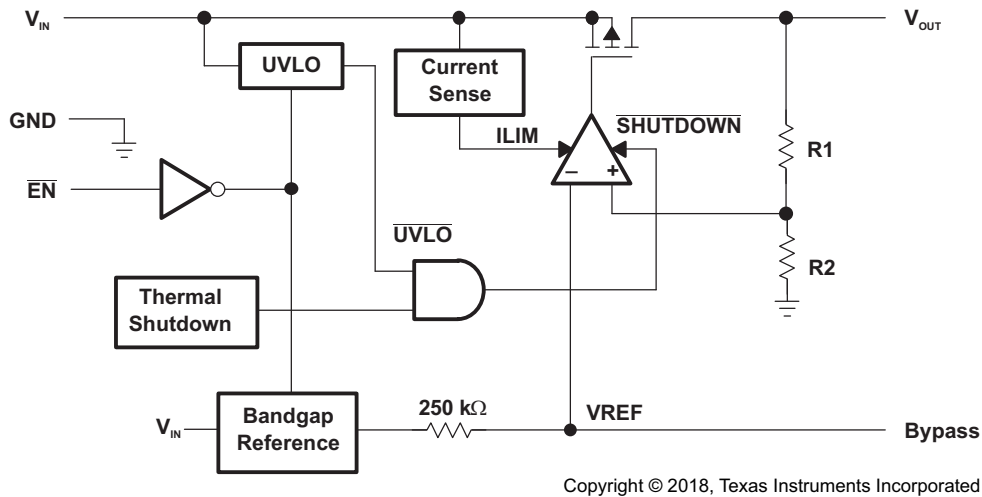 VIN
VOUT
UVLO
Current
Sense
GND
ILIM
SHUTDOWN
R1
EN
–
+
UVLO
R2
Thermal
Shutdown
250 kΩ
VREF
VIN
Bandgap
Reference
Bypass
Copyright © 2018, Texas Instruments Incorporated